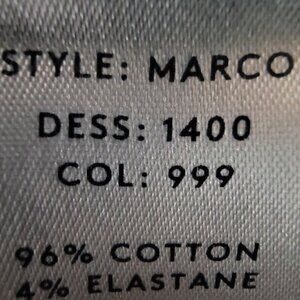 STYLE: MARCO
DESS: 1400
COL: 999
96% COTTON
4% ELASTANE